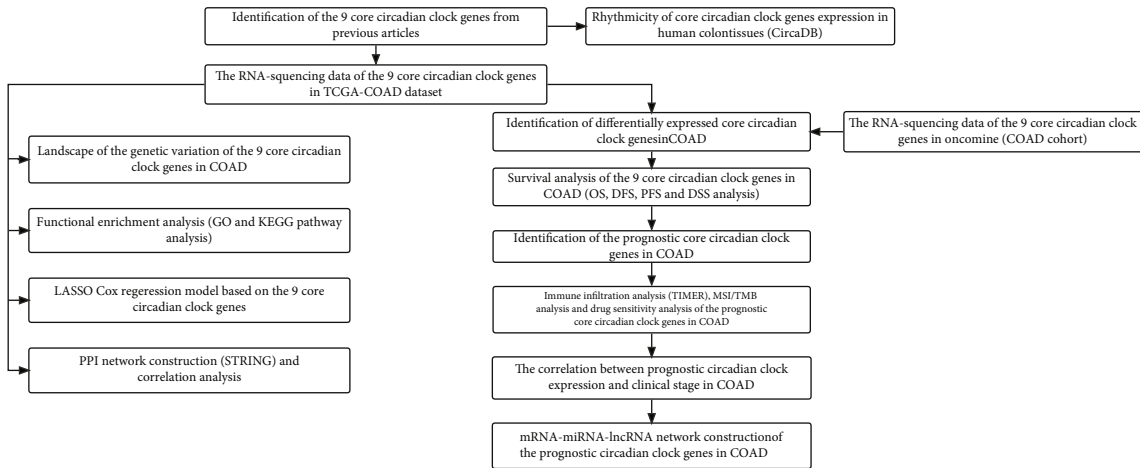 Identification of the 9 core circadian clock genes from
previous articles
Rhythmicity of core circadian clock genes expression in
human colontissues (CircaDB)
The RNA-squencing data of the 9 core circadian clock genes
in TCGA-COAD dataset
Identification of differentially expressed core circadian
clock genesinCOAD
The RNA-squencing data of the 9 core circadian clock
genes in oncomine (COAD cohort)
Landscape of the genetic variation of the 9 core circadian
clock genes in COAD
Survival analysis of the 9 core circadian clock genes in
COAD (OS, DFS, PFS and DSS analysis)
Functional enrichment analysis (GO and KEGG pathway
analysis)
Identification of the prognostic core circadian clock
genes in COAD
LASSO Cox regeression model based on the 9 core
circadian clock genes
Immune infiltration analysis (TIMER), MSI/TMB
analysis and drug sensitivity analysis of the prognostic
core circadian clock genes in COAD
PPI network construction (STRING) and
correlation analysis
The correlation between prognostic circadian clock
expression and clinical stage in COAD
mRNA-miRNA-lncRNA network constructionof
the prognostic circadian clock genes in COAD